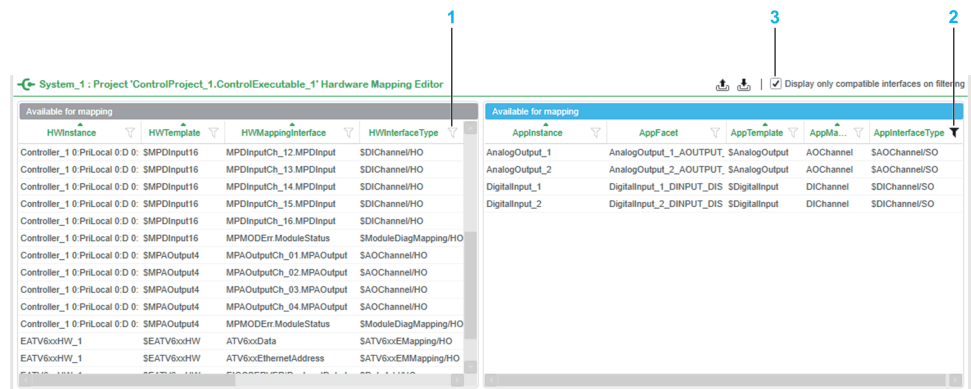 1 3 2
System_1 : Project 'ControlProject_1.ControlExecutable_1' Hardware Mapping Editor Display only compatible interfaces on filtering
Available for mapping
HWInstance HWTemplate HWMappingInterface HWInterfaceType
Controller_1 0:PriLocal 0:D 0: $MPDInput16 MPDInputCh_12.MPDInput $DIChannel/HO
Controller_1 0:PriLocal 0:D 0: $MPDInput16 MPDInputCh_13.MPDInput $DIChannel/HO
Controller_1 0:PriLocal 0:D 0: $MPDInput16 MPDInputCh_14.MPDInput $DIChannel/HO
Controller_1 0:PriLocal 0:D 0: $MPDInput16 MPDInputCh_15.MPDInput $DIChannel/HO
Controller_1 0:PriLocal 0:D 0: $MPDInput16 MPDInputCh_16.MPDInput $DIChannel/HO
Controller_1 0:PriLocal 0:D 0: $MPDInput16 MPMODErr.ModuleStatus $ModuleDiagMapping/HO
Controller_1 0:PriLocal 0:D 0: $MPAOutput4 MPAOutputCh_01.MPAOutput $AOChannel/HO
Controller_1 0:PriLocal 0:D 0: $MPAOutput4 MPAOutputCh_02.MPAOutput $AOChannel/HO
Controller_1 0:PriLocal 0:D 0: $MPAOutput4 MPAOutputCh_03.MPAOutput $AOChannel/HO
Controller_1 0:PriLocal 0:D 0: $MPAOutput4 MPAOutputCh_04.MPAOutput $AOChannel/HO
Controller_1 0:PriLocal 0:D 0: $MPAOutput4 MPMODErr.ModuleStatus $ModuleDiagMapping/HO
EATV6xxHW_1 $EATV6xxHW ATV6xxData $ATV6xxEMapping/HO
EATV6xxHW_1 $EATV6xxHW ATV6xxEthernetAddress $ATV6xxEMMapping/HO
Available for mapping
AppInstance AppFacet AppTemplate AppMa... AppInterfaceType
AnalogOutput_1 AnalogOutput_1_AOUTPUT_ $AnalogOutput AOChannel $AOChannel/SO
AnalogOutput_2 AnalogOutput_2_AOUTPUT_ $AnalogOutput AOChannel $AOChannel/SO
DigitalInput_1 DigitalInput_1_DINPUT_DIS $DigitalInput DIChannel $DIChannel/SO
DigitalInput_2 DigitalInput_2_DINPUT_DIS $DigitalInput DIChannel $DIChannel/SO